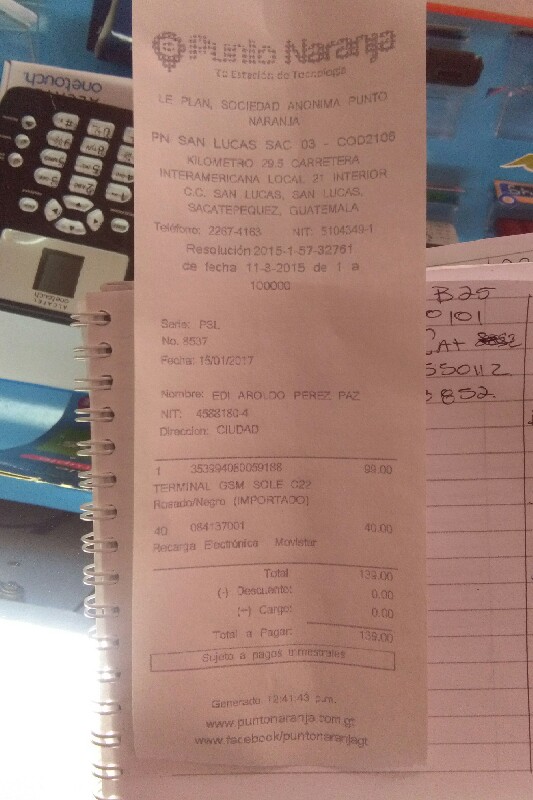 Punto Naranja
Tu Estación de Tecnología
LE PLAN, SOCIEDAD ANONIMA PUNTO
NARANJA
PN SAN LUCAS SAC 03 - COD2105
KILOMETRO 29.5 CARRETERA
INTERAMERICANA LOCAL 21 INTERIOR
C.C. SAN LUCAS, SAN LUCAS,
SACATEPEQUEZ, GUATEMALA
Teléfono: 2267-4163 NIT: 5104349-1
Resolución 2015-1-57-32761
de fecha 11-8-2015 de 1 a
100000
Serie: PSL
No. 8537
Fecha: 15/01/2017
Nombre: EDI AROLDO PEREZ PAZ
NIT: 4588180-4
Direccion: CIUDAD
1 353994080059188 99.00
TERMINAL GSM SOLE G22
Rosado/Negro (IMPORTADO)
40 084137001 40.00
Recarga Electrónica Movistar
Total 139.00
(-) Descuento: 0.00
(+) Cargo: 0.00
Total a Pagar: 139.00
Sujeto a pagos trimestrales
Generado 12:41:43 p.m.
www.puntonaranja.com.gt
www.facebook/puntonaranjagt
ALCATEL
onetouch
B25
0101
550112
852